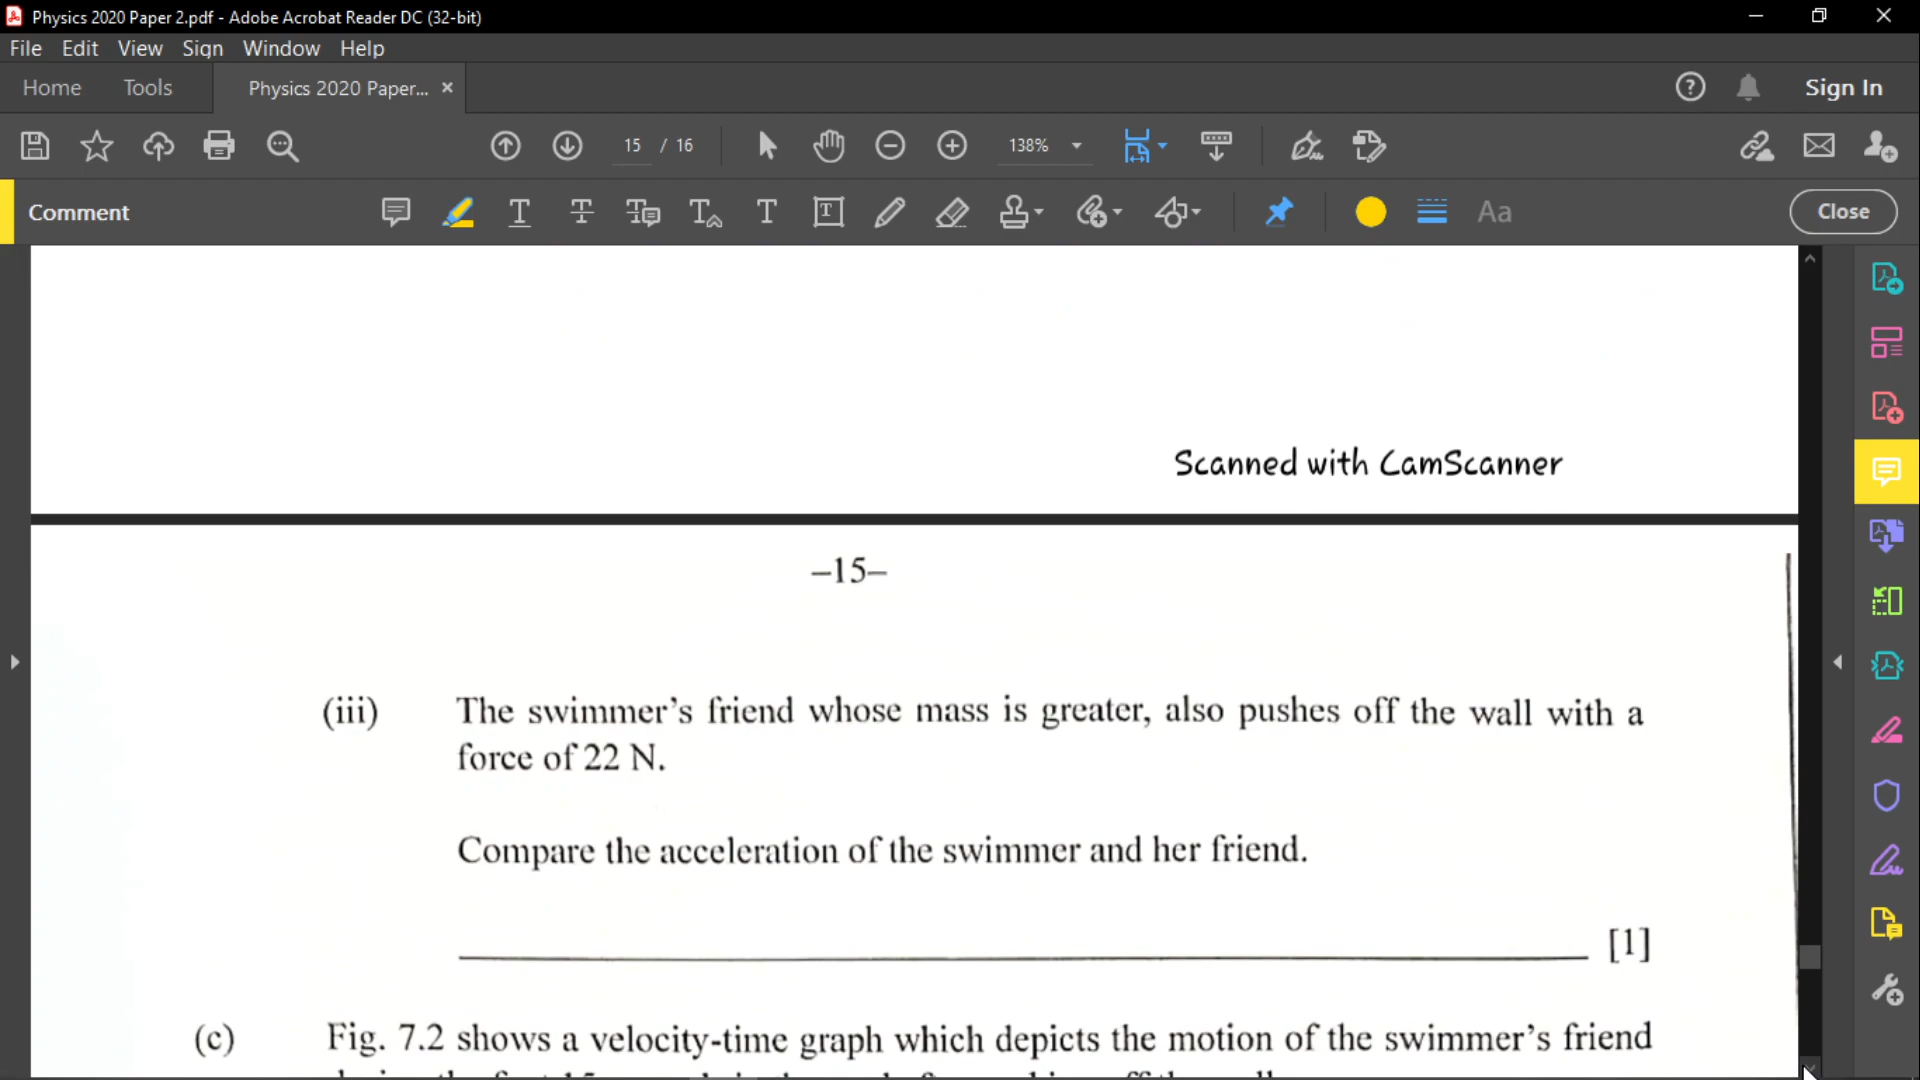 Physics 2020 Paper 2.pdf - Adobe Acrobat Reader DC (32-bit)
File Edit View Sign Window Help
Home Tools Physics 2020 Paper... × Sign In
15 / 16 138%
Comment Aa Close
Scanned with CamScanner
–15–
(iii) The swimmer's friend whose mass is greater, also pushes off the wall with a
force of 22 N.
Compare the acceleration of the swimmer and her friend.
[1]
(c) Fig. 7.2 shows a velocity-time graph which depicts the motion of the swimmer's friend